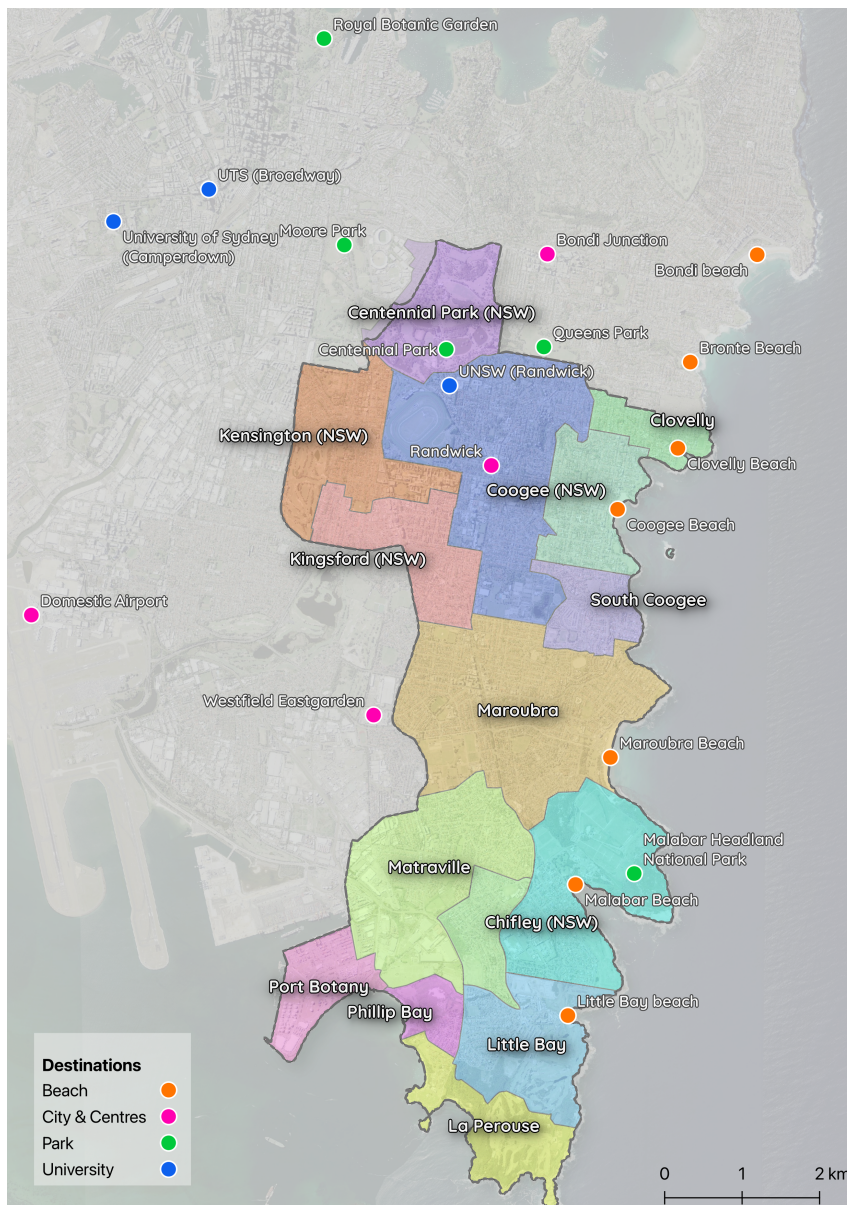 Royal Botanic Garden
UTS (Broadway)
University of Sydney
(Camperdown)
Moore Park
Bondi Junction
Bondi beach
Centennial Park (NSW)
Centennial Park
Queens Park
Bronte Beach
UNSW (Randwick)
Clovelly
Kensington (NSW)
Randwick
Clovelly Beach
Coogee (NSW)
Coogee Beach
Kingsford (NSW)
Domestic Airport
South Coogee
Westfield Eastgarden
Maroubra
Maroubra Beach
Malabar Headland
National Park
Matraville
Malabar Beach
Chifley (NSW)
Port Botany
Phillip Bay
Little Bay beach
Little Bay
La Perouse
Destinations
Beach
City & Centres
Park
University
0 1 2 km